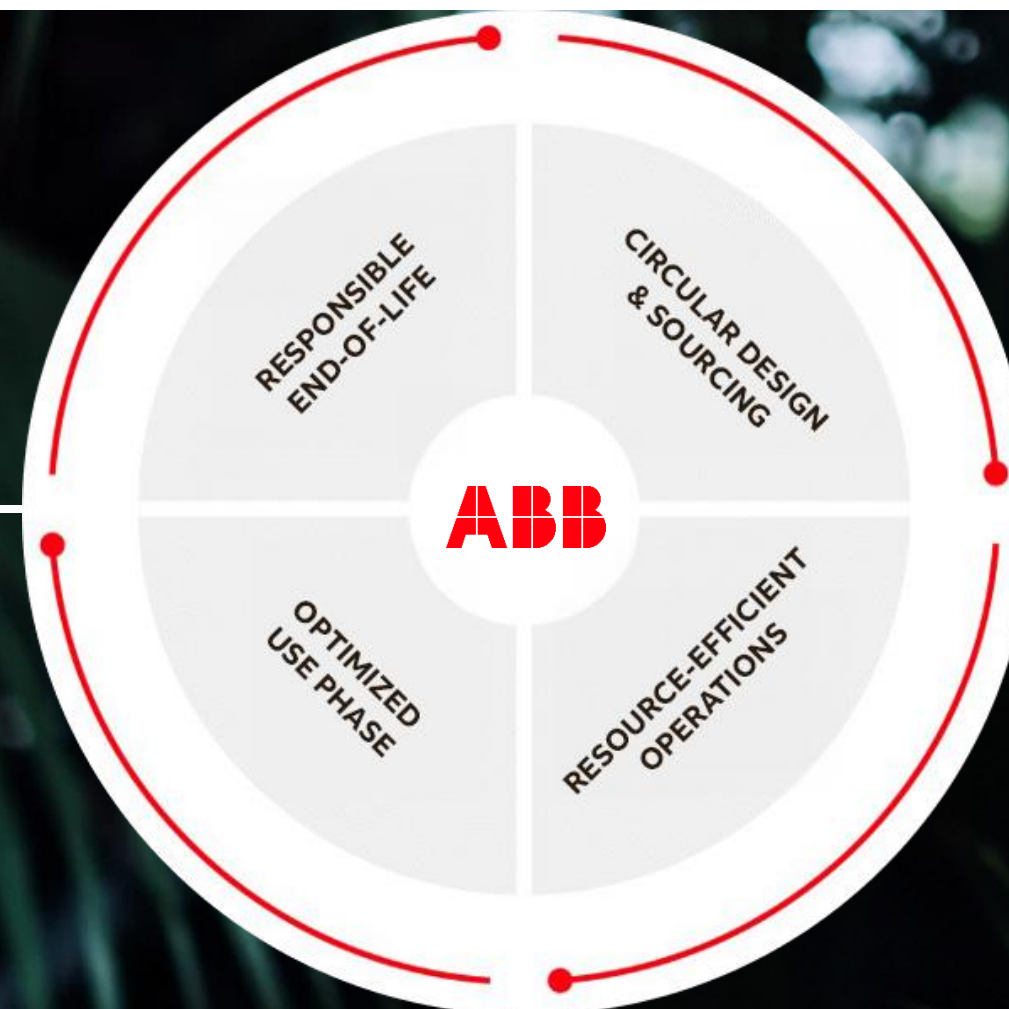 RESPONSIBLE
END-OF-LIFE
CIRCULAR DESIGN
& SOURCING
ABB
OPTIMIZED
USE PHASE
RESOURCE-EFFICIENT
OPERATIONS